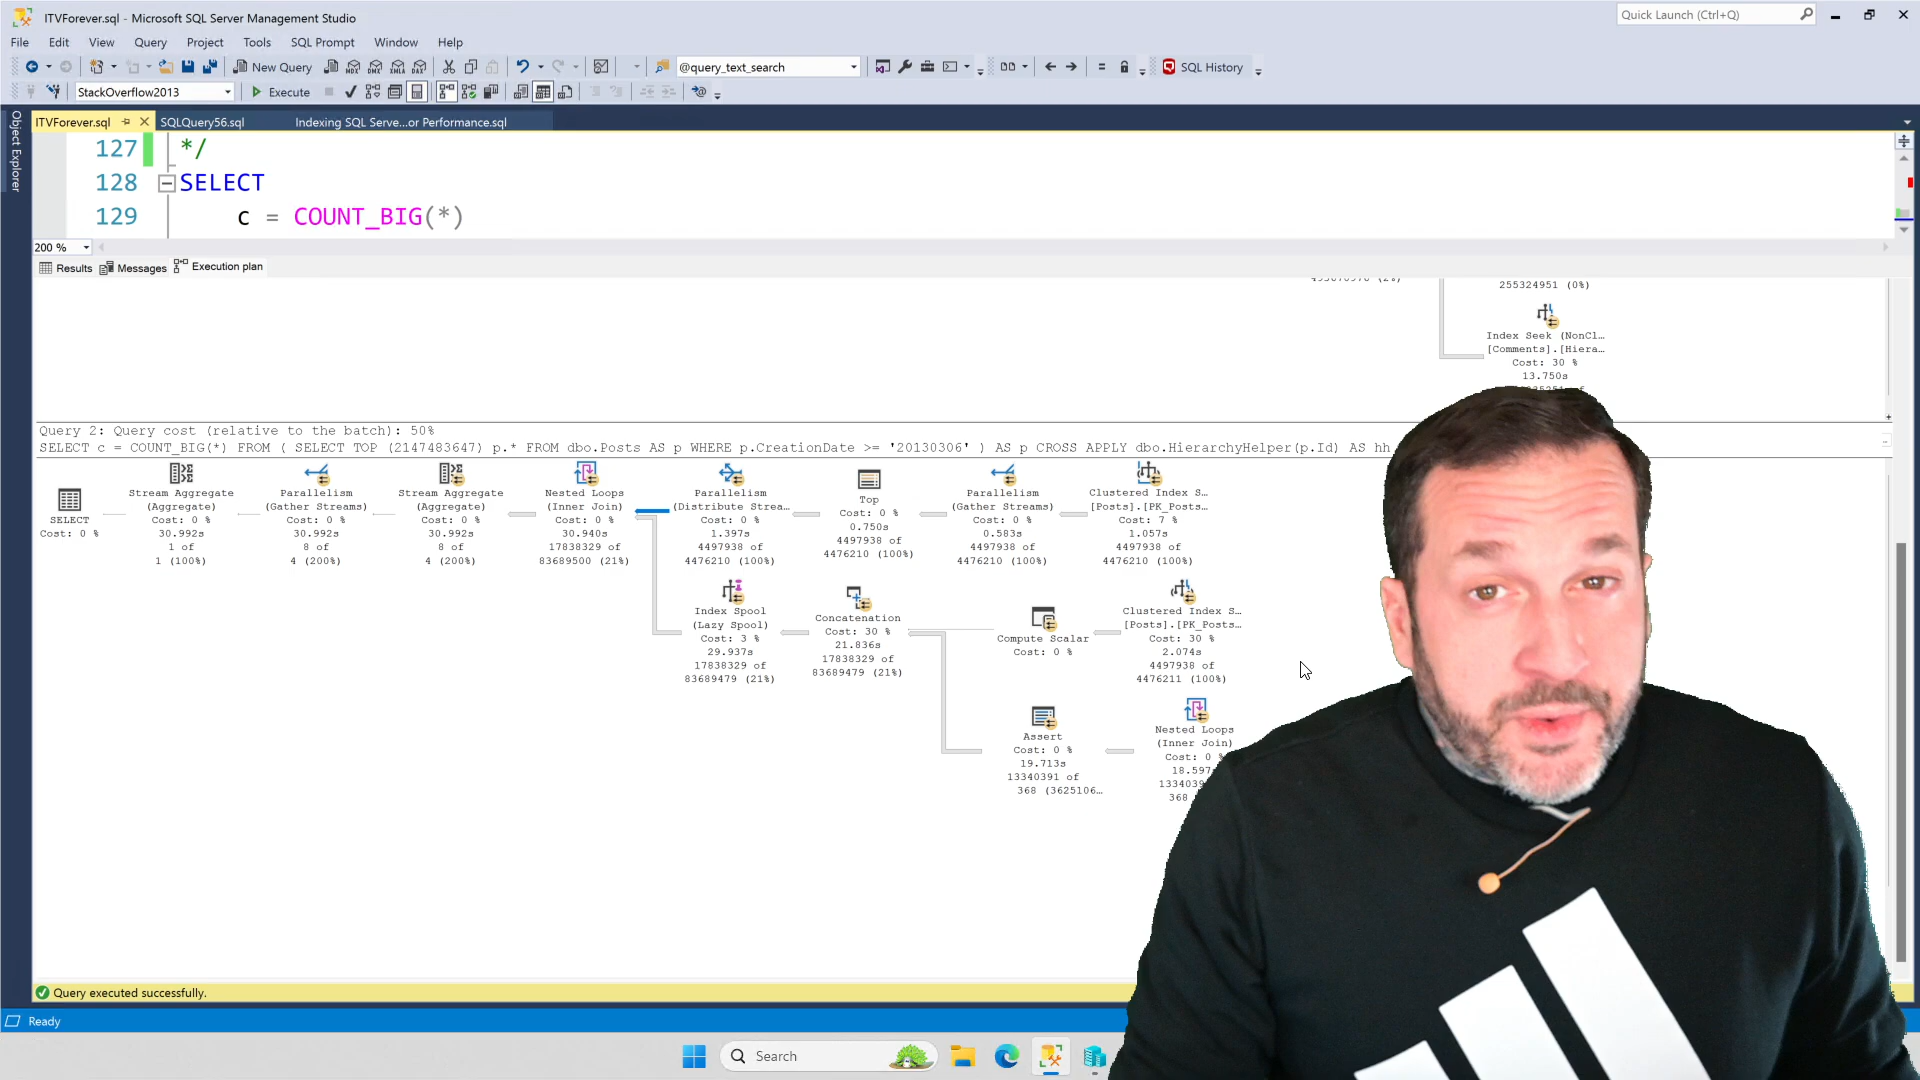 ITVForever.sql - Microsoft SQL Server Management Studio
Quick Launch (Ctrl+Q)
File Edit View Query Project Tools SQL Prompt Window Help
New Query
@query_text_search
SQL History
StackOverflow2013
Execute
Object Explorer
ITVForever.sql
SQLQuery56.sql
Indexing SQL Serve...or Performance.sql
127 */
128 SELECT
129 c = COUNT_BIG(*)
200 %
Results Messages Execution plan
255324951 (0%)
Index Seek (NonCl...
[Comments].[Hiera...
Cost: 30 %
13.750s
Query 2: Query cost (relative to the batch): 50%
SELECT c = COUNT_BIG(*) FROM ( SELECT TOP (2147483647) p.* FROM dbo.Posts AS p WHERE p.CreationDate >= '20130306' ) AS p CROSS APPLY dbo.HierarchyHelper(p.Id) AS hh
SELECT
Cost: 0 %
Stream Aggregate
(Aggregate)
Cost: 0 %
30.992s
1 of
1 (100%)
Parallelism
(Gather Streams)
Cost: 0 %
30.992s
8 of
4 (200%)
Stream Aggregate
(Aggregate)
Cost: 0 %
30.992s
8 of
4 (200%)
Nested Loops
(Inner Join)
Cost: 0 %
30.940s
17838329 of
83689500 (21%)
Parallelism
(Distribute Strea...
Cost: 0 %
1.397s
4497938 of
4476210 (100%)
Top
Cost: 0 %
0.750s
4497938 of
4476210 (100%)
Parallelism
(Gather Streams)
Cost: 0 %
0.583s
4497938 of
4476210 (100%)
Clustered Index S...
[Posts].[PK_Posts...
Cost: 7 %
1.057s
4497938 of
4476210 (100%)
Index Spool
(Lazy Spool)
Cost: 3 %
29.937s
17838329 of
83689479 (21%)
Concatenation
Cost: 30 %
21.836s
17838329 of
83689479 (21%)
Compute Scalar
Cost: 0 %
Clustered Index S...
[Posts].[PK_Posts...
Cost: 30 %
2.074s
4497938 of
4476211 (100%)
Assert
Cost: 0 %
19.713s
13340391 of
368 (3625106...
Nested Loops
(Inner Join)
Cost: 0 %
18.597s
368
Query executed successfully.
Ready
Search